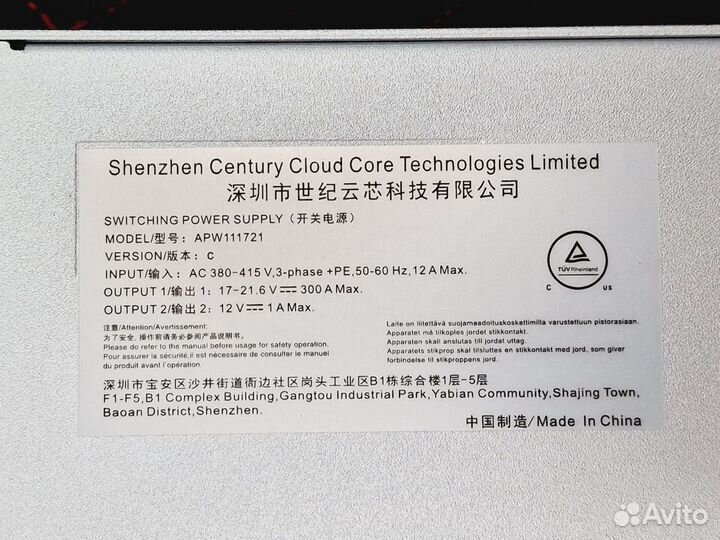 Shenzhen Century Cloud Core Technologies Limited
深圳市世纪云芯科技有限公司
SWITCHING POWER SUPPLY (开关电源)
MODEL/型号: APW111721
VERSION/版本: C
INPUT/输入: AC 380-415 V,3-phase +PE,50-60 Hz,12 A Max.
OUTPUT 1/输出 1: 17-21.6 V⎓300 A Max.
OUTPUT 2/输出 2: 12 V⎓1 A Max.
TÜVRheinland
C US
注意/Attention/Avertissement:
为了安全, 操作前请务必参阅产品说明书。
Please do refer to the manual before usage for safety operation.
Pour assurer la sécurité,il est nécessaire de consulter le manuel
du produit avant l'opération.
Laite on liitettävä suojamaadoituskoskettimilla varustettuun pistorasiaan.
Apparatet må tilkoples jordet stikkontakt.
Apparaten skall anslutas till jordat uttag.
Apparatets stikprop skal tilsluttes en stikkontakt med jord, som giver
forbindelse til stikproppens jord.
深圳市宝安区沙井街道衙边社区岗头工业区B1栋综合楼1层-5层
F1-F5,B1 Complex Building,Gangtou Industrial Park,Yabian Community,Shajing Town,
Baoan District,Shenzhen.
中国制造/Made In China
Avito